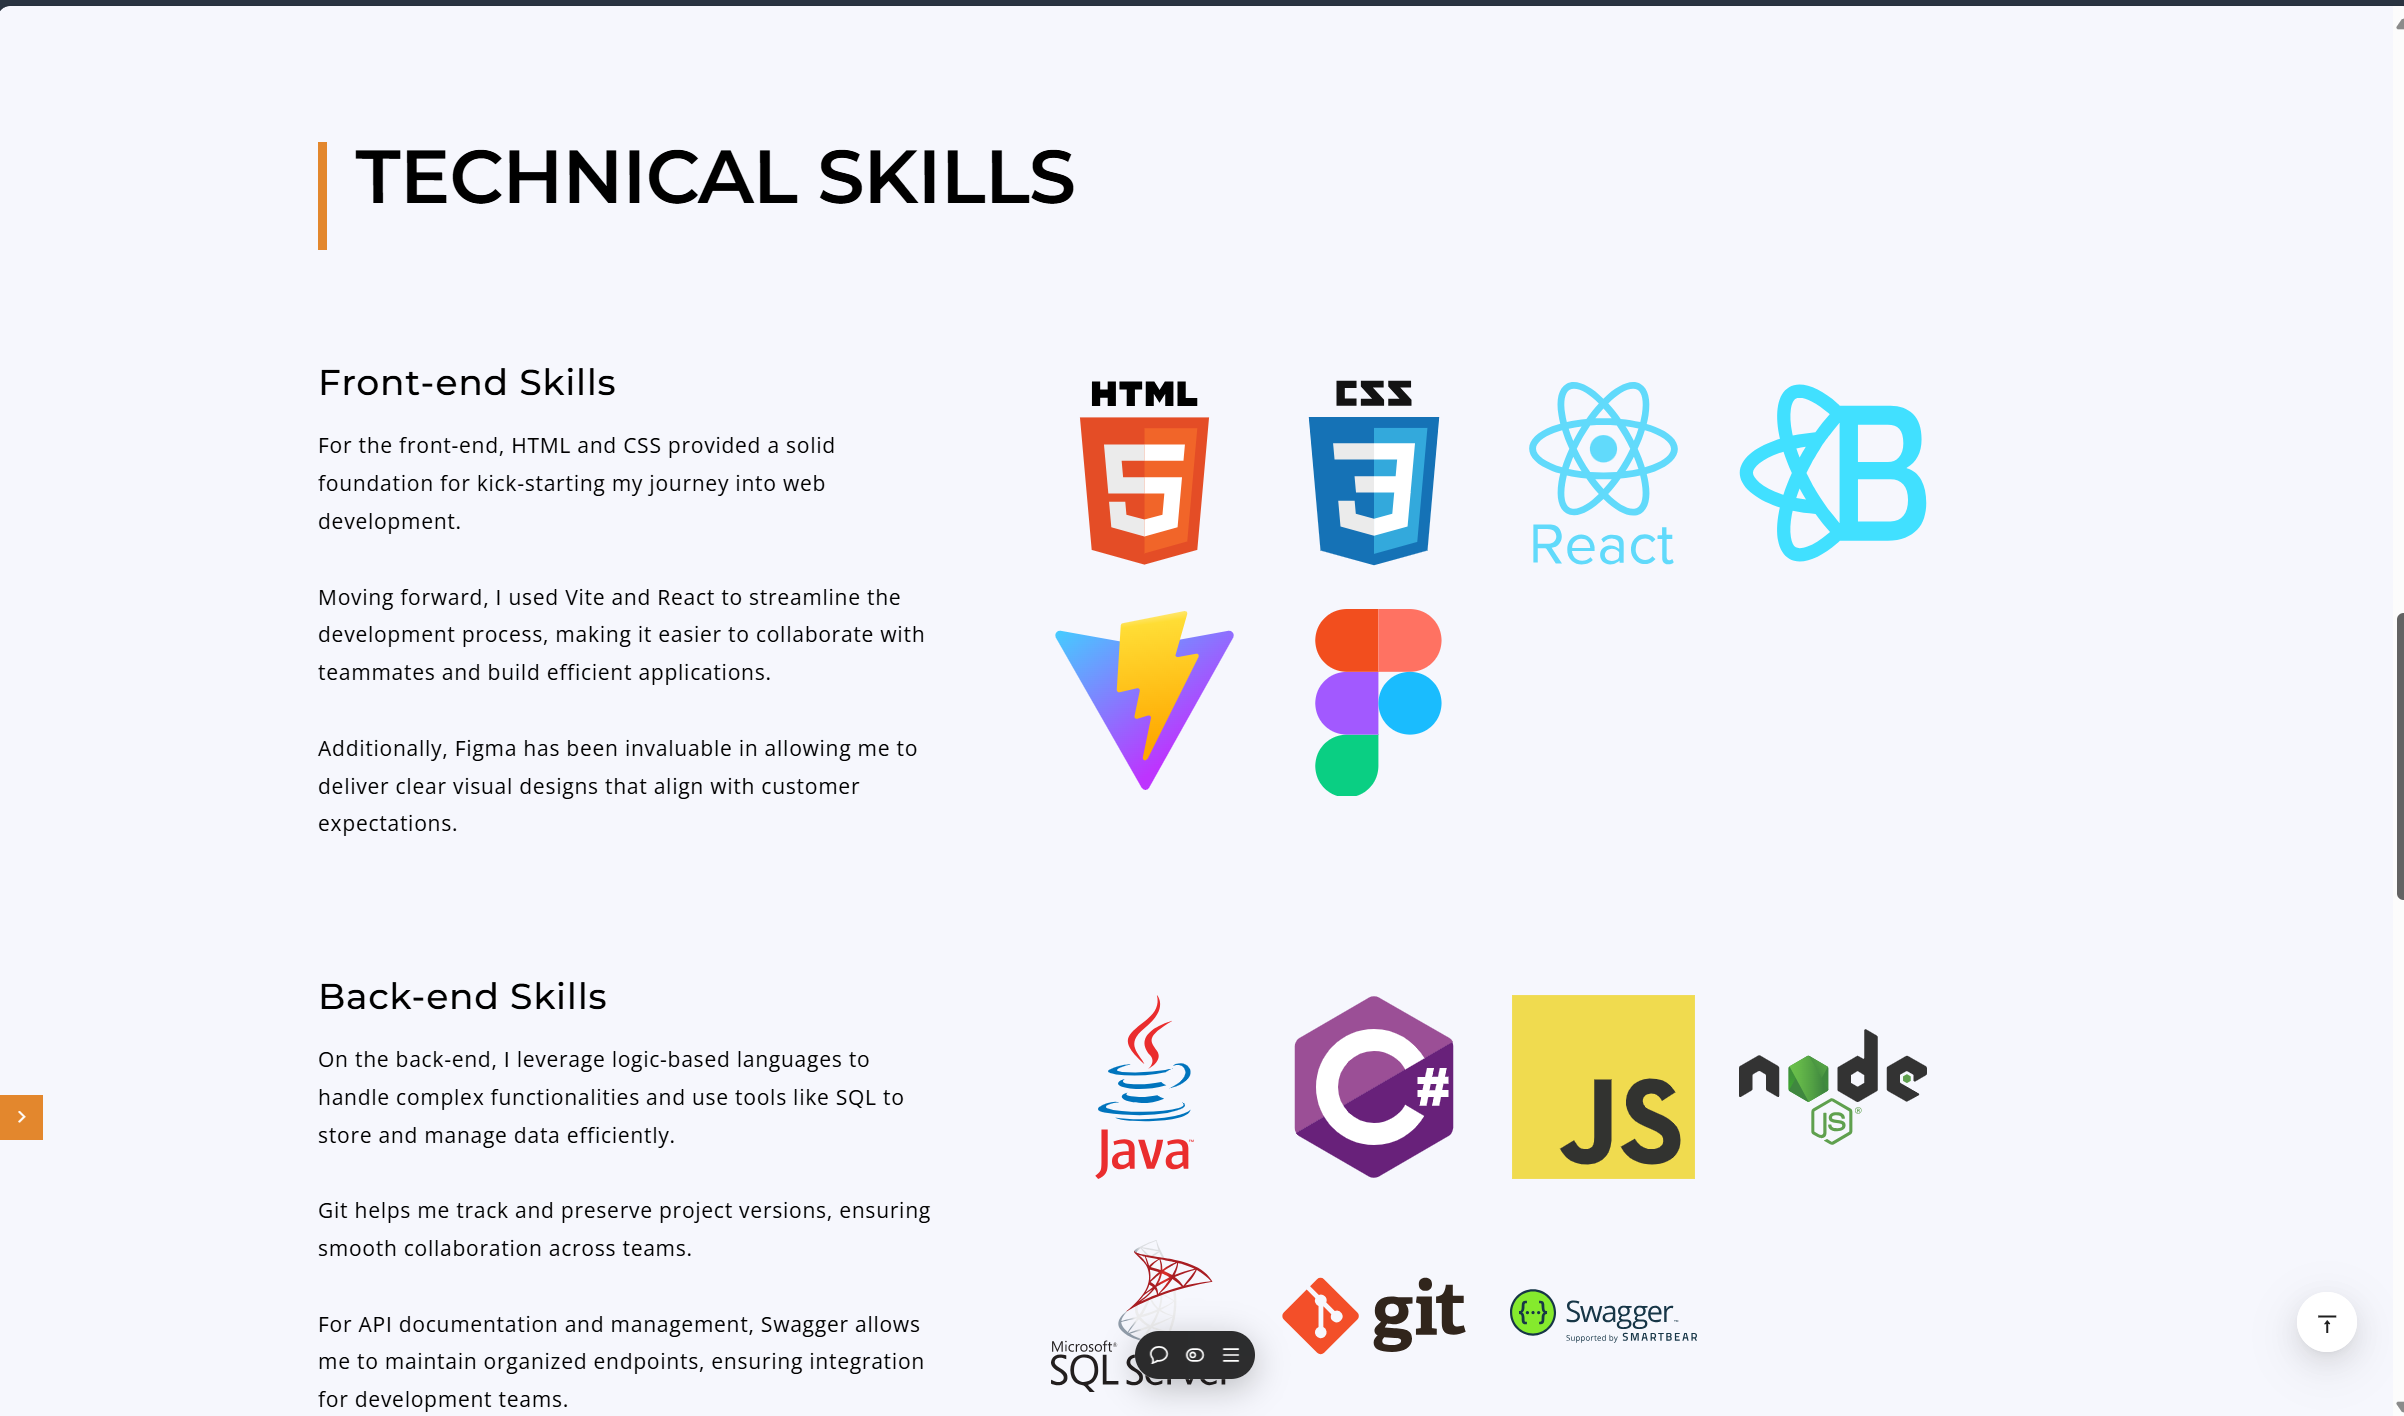 TECHNICAL SKILLS
Front-end Skills
For the front-end, HTML and CSS provided a solid
foundation for kick-starting my journey into web
development.
Moving forward, I used Vite and React to streamline the
development process, making it easier to collaborate with
teammates and build efficient applications.
Additionally, Figma has been invaluable in allowing me to
deliver clear visual designs that align with customer
expectations.
HTML
5
CSS
3
React
B
Back-end Skills
On the back-end, I leverage logic-based languages to
handle complex functionalities and use tools like SQL to
store and manage data efficiently.
Git helps me track and preserve project versions, ensuring
smooth collaboration across teams.
For API documentation and management, Swagger allows
me to maintain organized endpoints, ensuring integration
for development teams.
Java™
C#
JS
node
JS®
Microsoft®
SQL Server
git
{···} Swagger™
Supported by SMARTBEAR